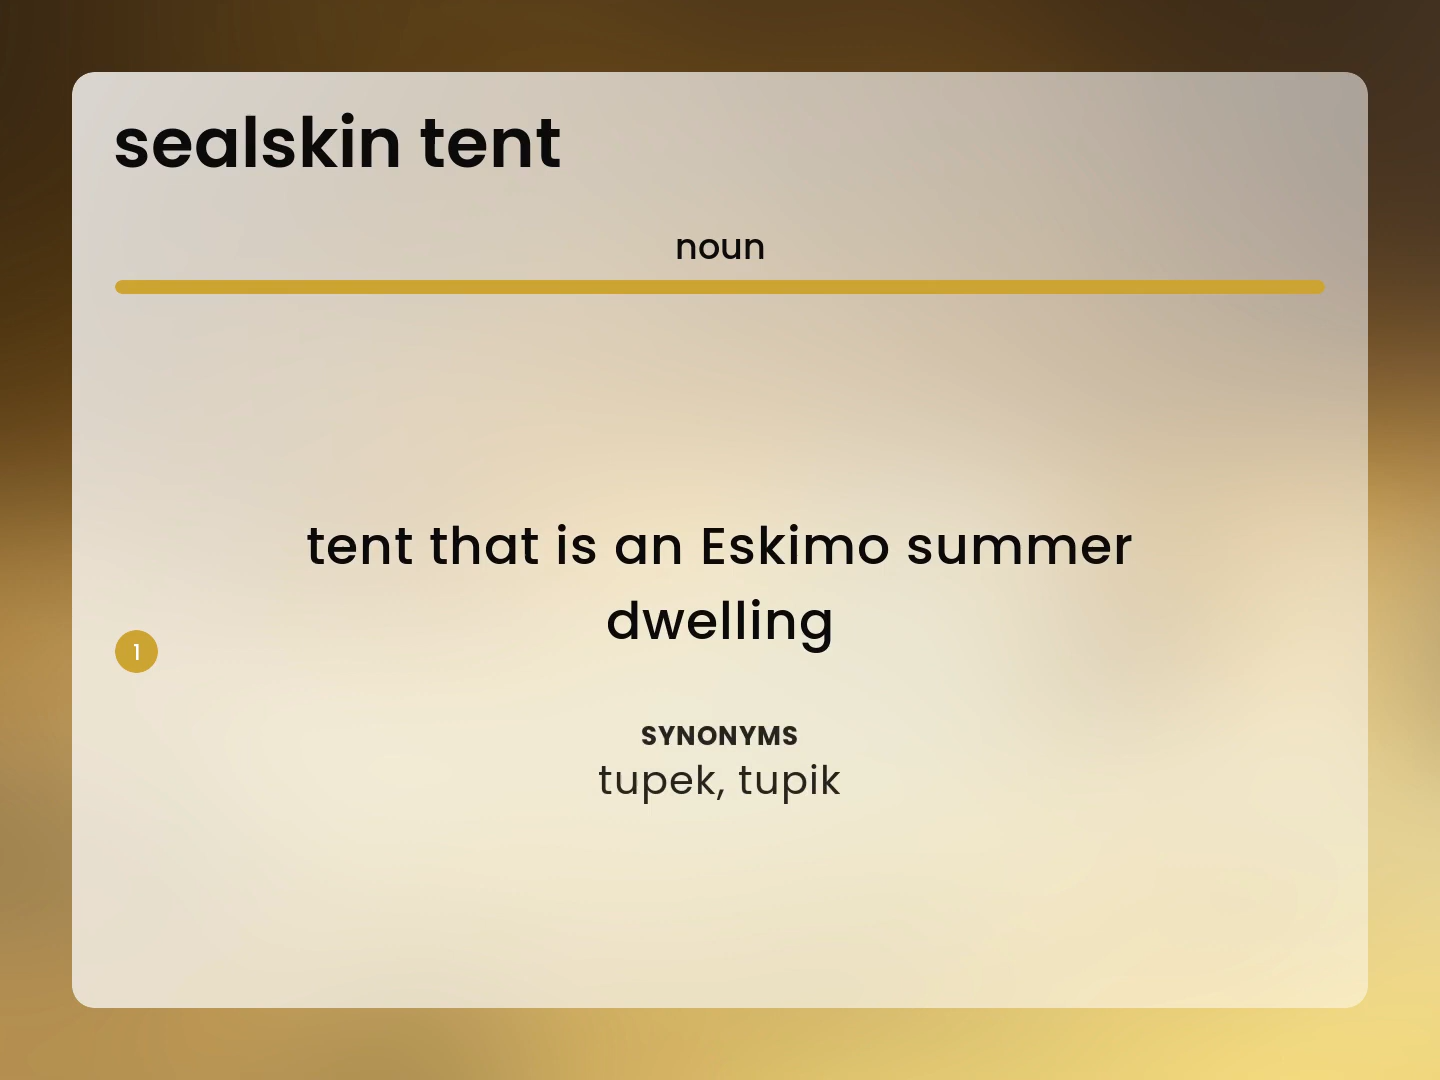 sealskin tent
noun
1
tent that is an Eskimo summer
dwelling
SYNONYMS
tupek, tupik